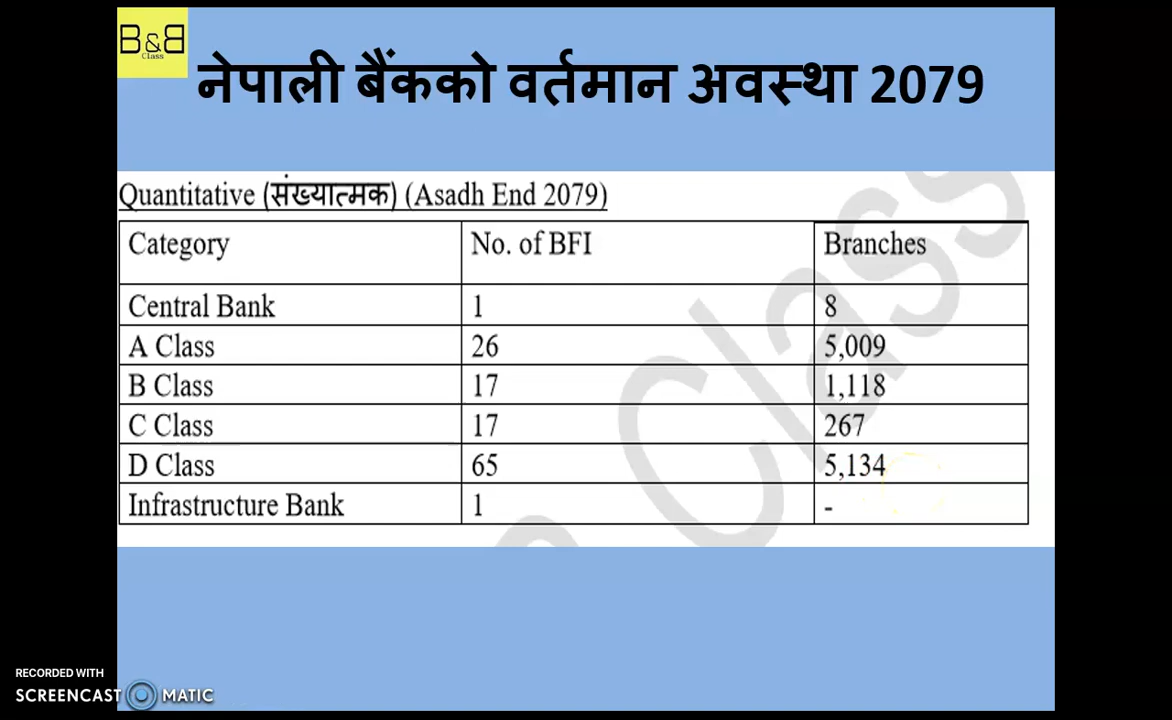 B&B
Class
नेपाली बैंकको वर्तमान अवस्था 2079
Quantitative (संख्यात्मक) (Asadh End 2079)
Category No. of BFI Branches
Central Bank 1 8
A Class 26 5,009
B Class 17 1,118
C Class 17 267
D Class 65 5,134
Infrastructure Bank 1 -
Class
RECORDED WITH
SCREENCAST MATIC